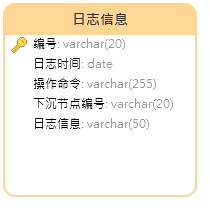 日志信息
编号: varchar(20)
日志时间: date
操作命令: varchar(255)
下沉节点编号: varchar(20)
日志信息: varchar(50)